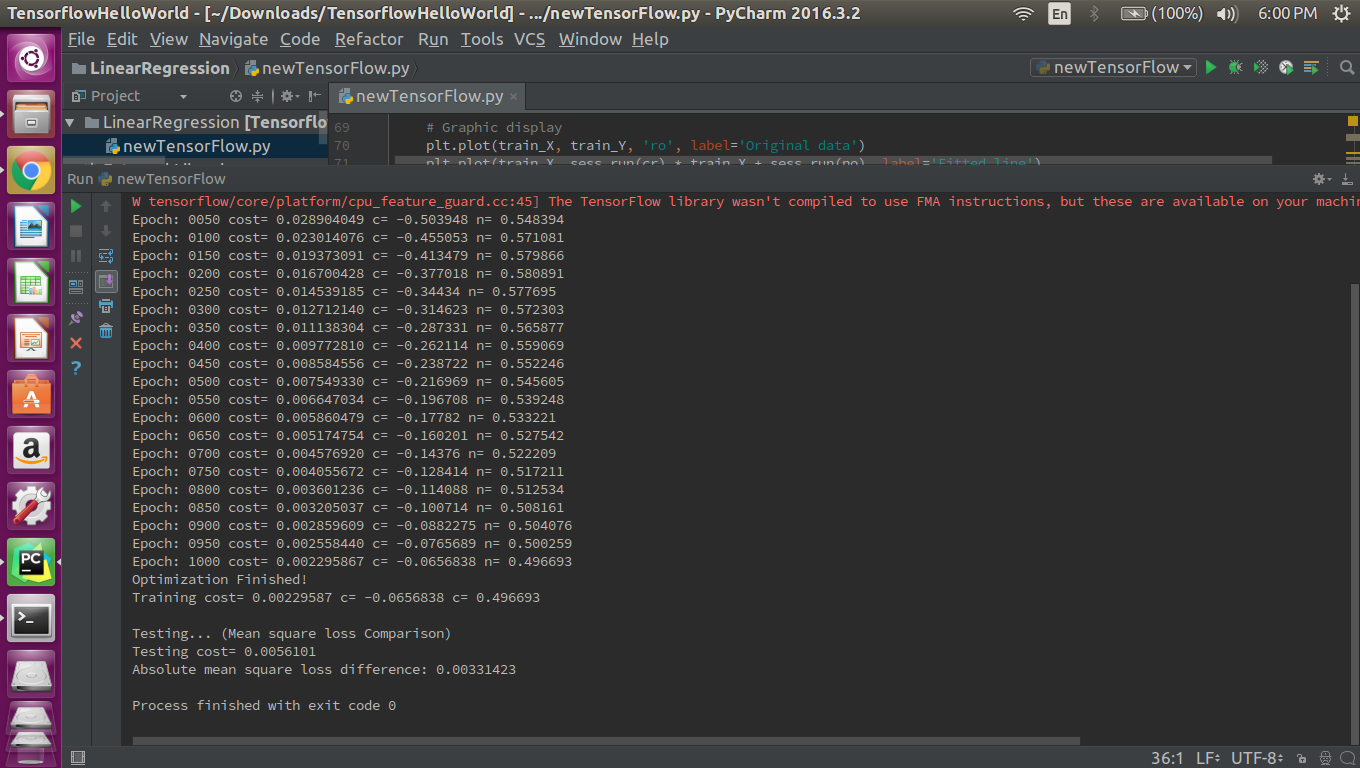 TensorflowHelloWorld - [~/Downloads/TensorflowHelloWorld] - .../newTensorFlow.py - PyCharm 2016.3.2
En (100%) 6:00 PM
File Edit View Navigate Code Refactor Run Tools VCS Window Help
LinearRegression newTensorFlow.py newTensorFlow
Project newTensorFlow.py
LinearRegression [Tensorflo
newTensorFlow.py
69 # Graphic display
70 plt.plot(train_X, train_Y, 'ro', label='Original data')
71 plt.plot(train_X, sess.run(cr) * train_X + sess.run(no), label='Fitted line')
Run newTensorFlow
W tensorflow/core/platform/cpu_feature_guard.cc:45] The TensorFlow library wasn't compiled to use FMA instructions, but these are available on your machin
Epoch: 0050 cost= 0.028904049 c= -0.503948 n= 0.548394
Epoch: 0100 cost= 0.023014076 c= -0.455053 n= 0.571081
Epoch: 0150 cost= 0.019373091 c= -0.413479 n= 0.579866
Epoch: 0200 cost= 0.016700428 c= -0.377018 n= 0.580891
Epoch: 0250 cost= 0.014539185 c= -0.34434 n= 0.577695
Epoch: 0300 cost= 0.012712140 c= -0.314623 n= 0.572303
Epoch: 0350 cost= 0.011138304 c= -0.287331 n= 0.565877
Epoch: 0400 cost= 0.009772810 c= -0.262114 n= 0.559069
Epoch: 0450 cost= 0.008584556 c= -0.238722 n= 0.552246
Epoch: 0500 cost= 0.007549330 c= -0.216969 n= 0.545605
Epoch: 0550 cost= 0.006647034 c= -0.196708 n= 0.539248
Epoch: 0600 cost= 0.005860479 c= -0.17782 n= 0.533221
Epoch: 0650 cost= 0.005174754 c= -0.160201 n= 0.527542
Epoch: 0700 cost= 0.004576920 c= -0.14376 n= 0.522209
Epoch: 0750 cost= 0.004055672 c= -0.128414 n= 0.517211
Epoch: 0800 cost= 0.003601236 c= -0.114088 n= 0.512534
Epoch: 0850 cost= 0.003205037 c= -0.100714 n= 0.508161
Epoch: 0900 cost= 0.002859609 c= -0.0882275 n= 0.504076
Epoch: 0950 cost= 0.002558440 c= -0.0765689 n= 0.500259
Epoch: 1000 cost= 0.002295867 c= -0.0656838 n= 0.496693
Optimization Finished!
Training cost= 0.00229587 c= -0.0656838 c= 0.496693
Testing... (Mean square loss Comparison)
Testing cost= 0.0056101
Absolute mean square loss difference: 0.00331423
Process finished with exit code 0
PC
36:1 LF UTF-8